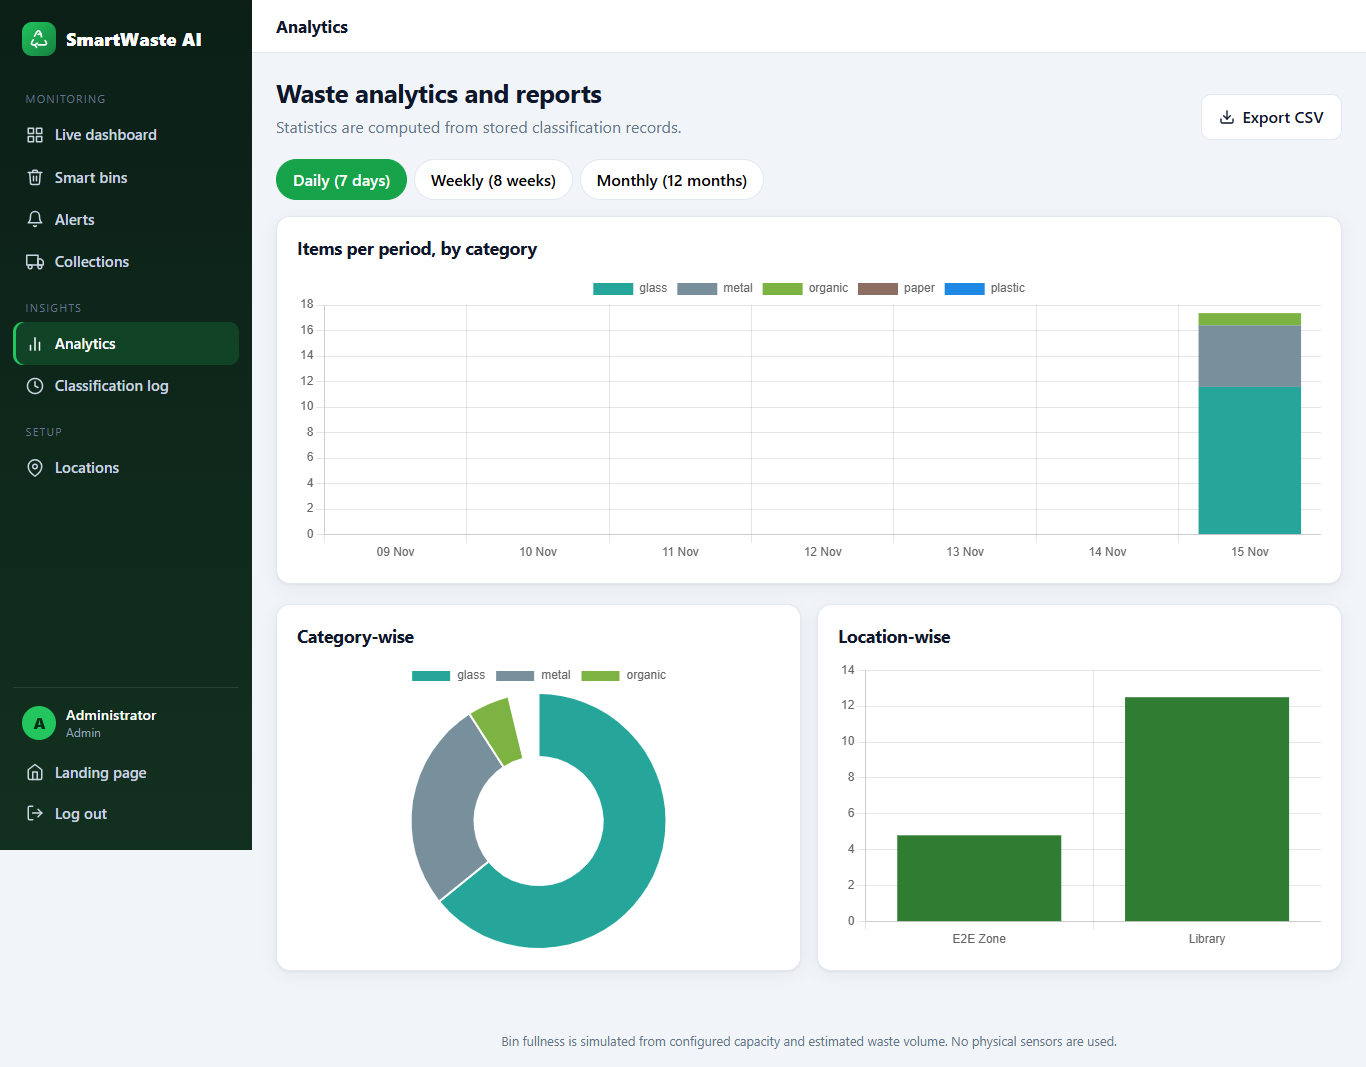 SmartWaste AI
MONITORING
Live dashboard
Smart bins
Alerts
Collections
INSIGHTS
Analytics
Classification log
SETUP
Locations
A
Administrator
Admin
Landing page
Log out
Analytics
Waste analytics and reports
Statistics are computed from stored classification records.
Export CSV
Daily (7 days) Weekly (8 weeks) Monthly (12 months)
Items per period, by category
glass metal organic paper plastic
18
16
14
12
10
8
6
4
2
0
09 Nov 10 Nov 11 Nov 12 Nov 13 Nov 14 Nov 15 Nov
Category-wise
glass metal organic
Location-wise
14
12
10
8
6
4
2
0
E2E Zone Library
Bin fullness is simulated from configured capacity and estimated waste volume. No physical sensors are used.